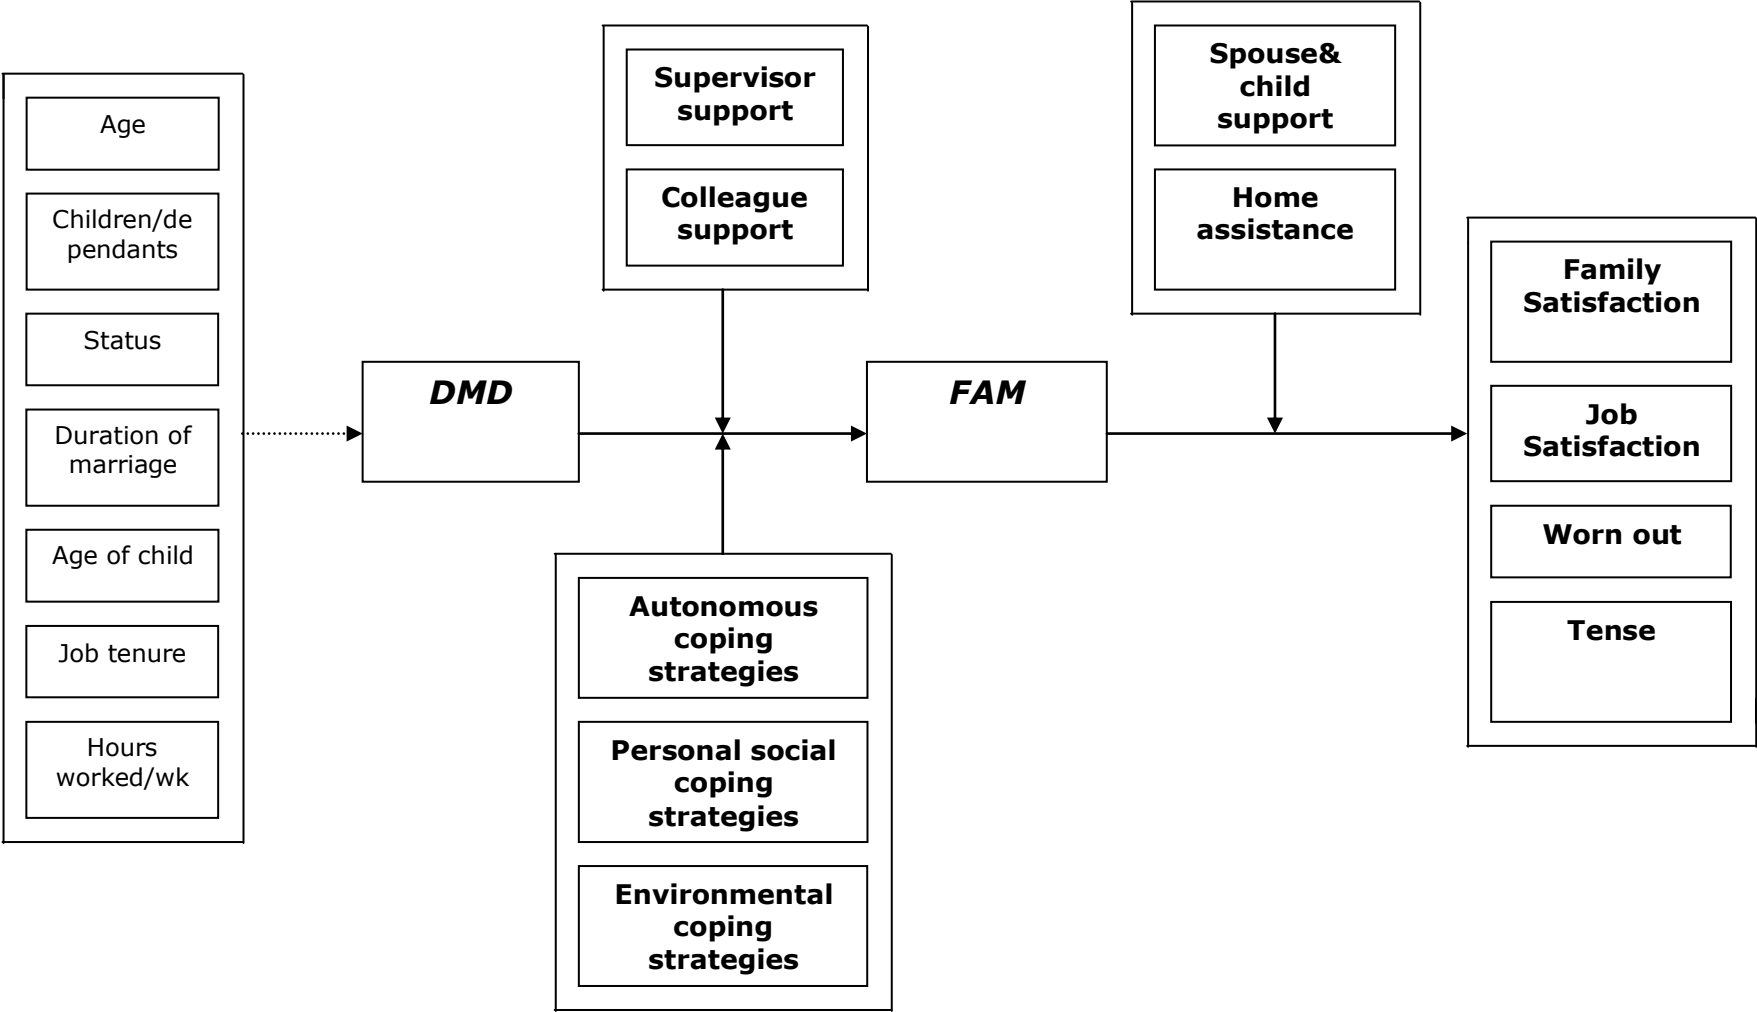 Age
Children/de
pendants
Status
Duration of
marriage
Age of child
Job tenure
Hours
worked/wk
DMD
Supervisor
support
Colleague
support
Autonomous
coping
strategies
Personal social
coping
strategies
Environmental
coping
strategies
FAM
Spouse&
child
support
Home
assistance
Family
Satisfaction
Job
Satisfaction
Worn out
Tense